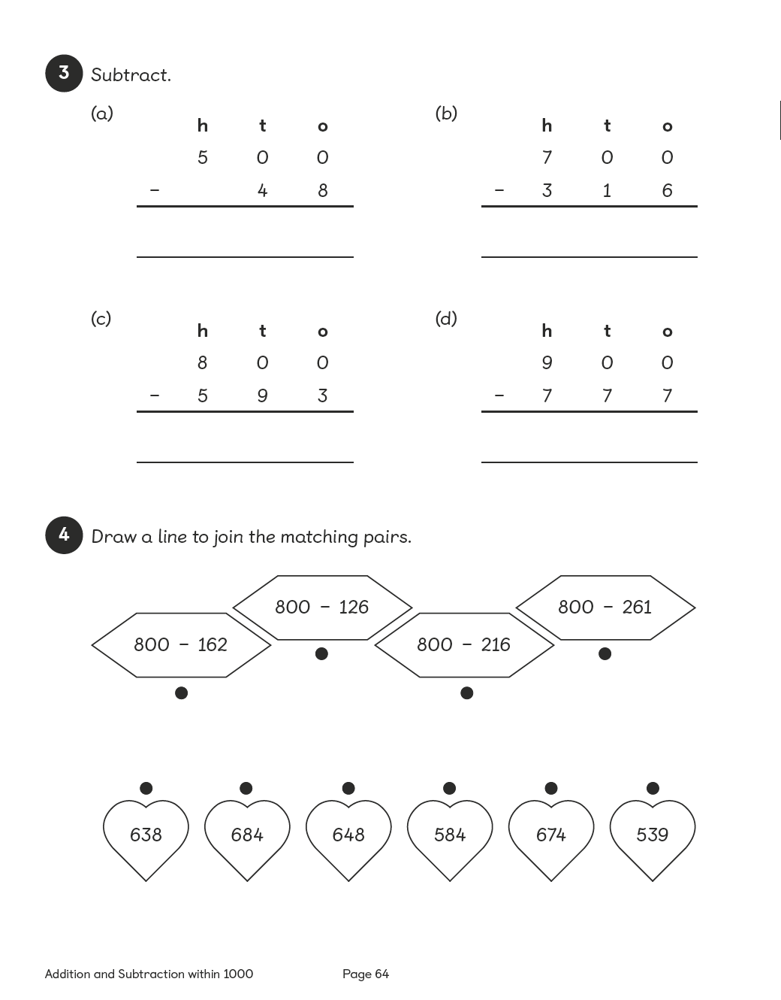 3 Subtract.
(a) (b)
h t o h t o
5 0 0 7 0 0
– 4 8 – 3 1 6
(c) (d)
h t o h t o
8 0 0 9 0 0
– 5 9 3 – 7 7 7
4 Draw a line to join the matching pairs.
800 – 126 800 – 261
800 – 162 800 – 216
638 684 648 584 674 539
Addition and Subtraction within 1000 Page 64